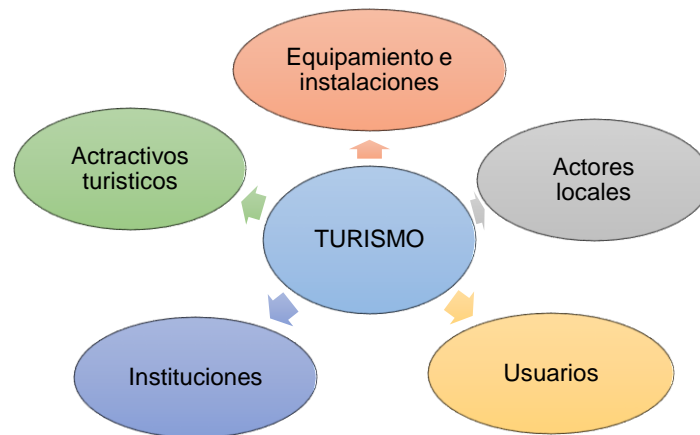 Equipamiento e
instalaciones
Actractivos
turisticos
Actores
locales
TURISMO
Instituciones
Usuarios